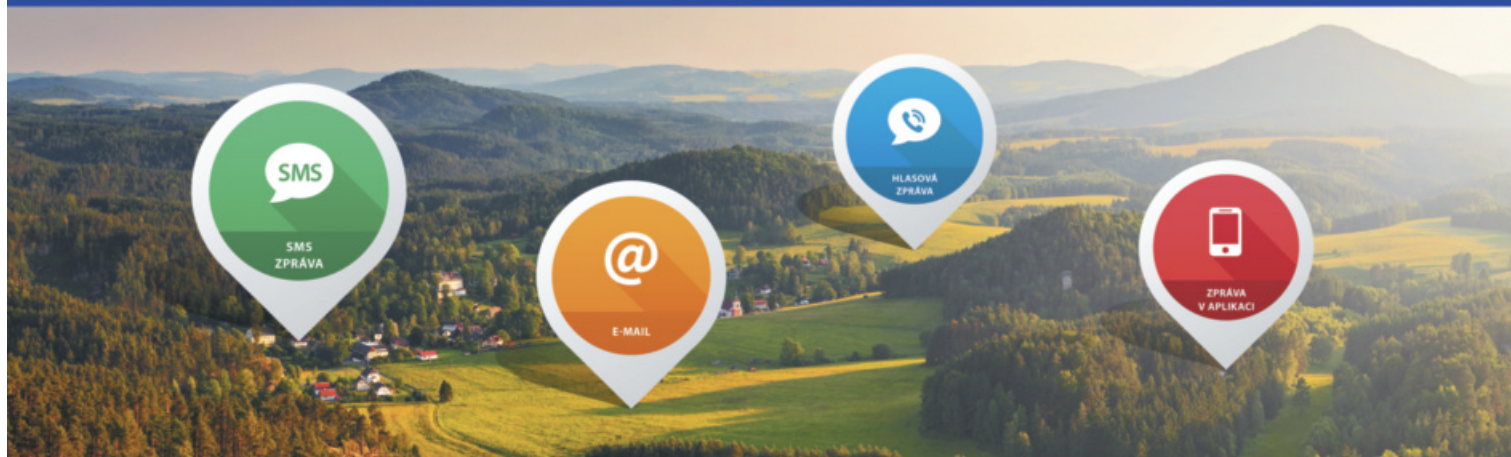 SMS
SMS
ZPRÁVA
@
E-MAIL
HLASOVÁ
ZPRÁVA
ZPRÁVA
V APLIKACI